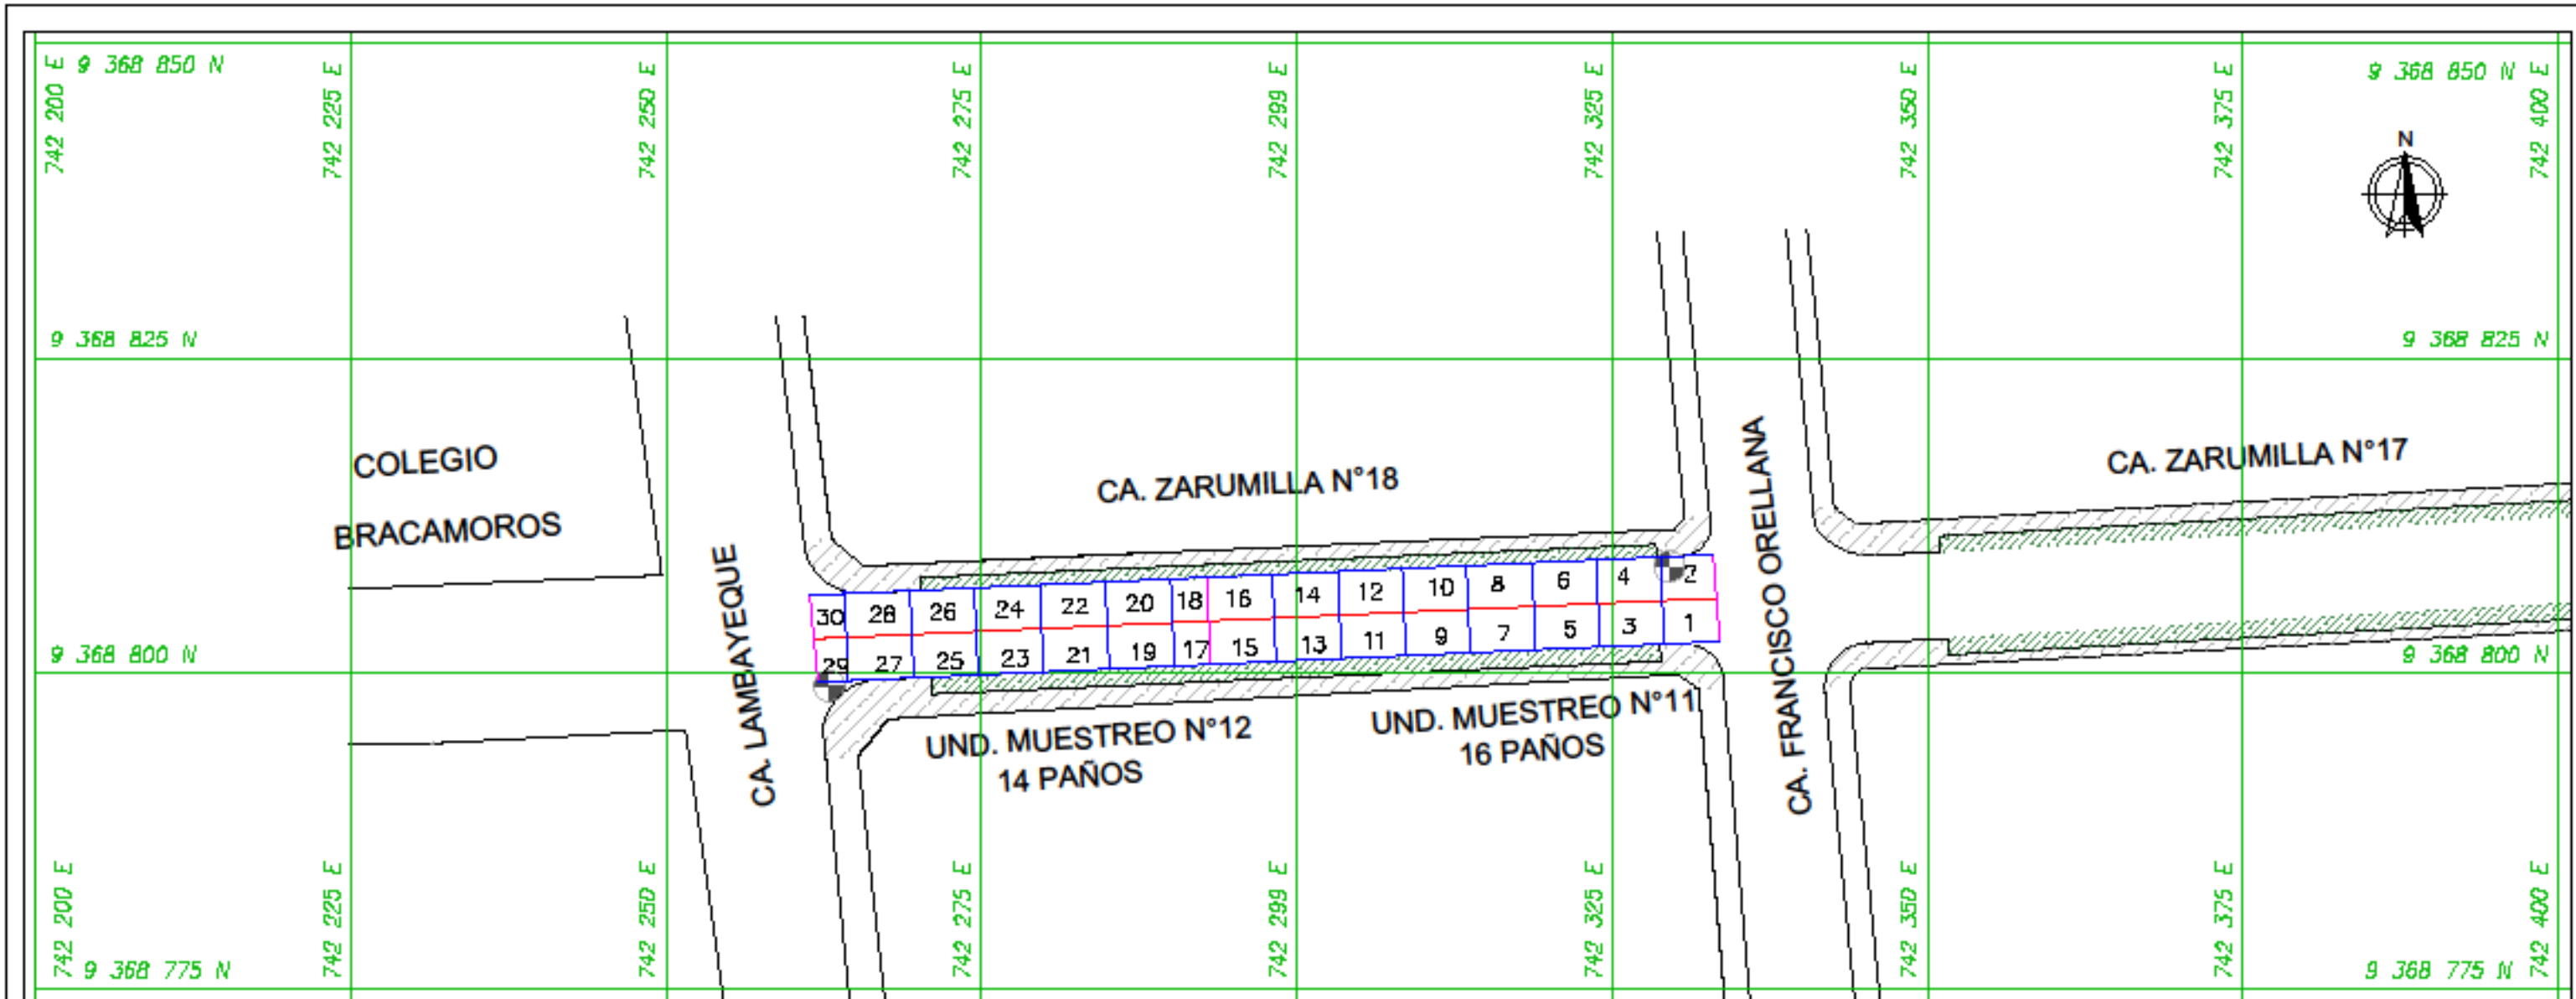 9 368 850 N
9 368 850 N
742 200 E
742 225 E
742 250 E
742 275 E
742 299 E
742 325 E
742 350 E
742 375 E
742 400 E
N
9 368 825 N
9 368 825 N
COLEGIO
BRACAMOROS
CA. ZARUMILLA N°18
CA. ZARUMILLA N°17
CA. LAMBAYEQUE
CA. FRANCISCO ORELLANA
30 28 26 24 22 20 18 16 14 12 10 8 6 4 2
29 27 25 23 21 19 17 15 13 11 9 7 5 3 1
9 368 800 N
9 368 800 N
UND. MUESTREO N°12
14 PAÑOS
UND. MUESTREO N°11
16 PAÑOS
742 200 E
742 225 E
742 250 E
742 275 E
742 299 E
742 325 E
742 350 E
742 375 E
742 400 E
9 368 775 N
9 368 775 N